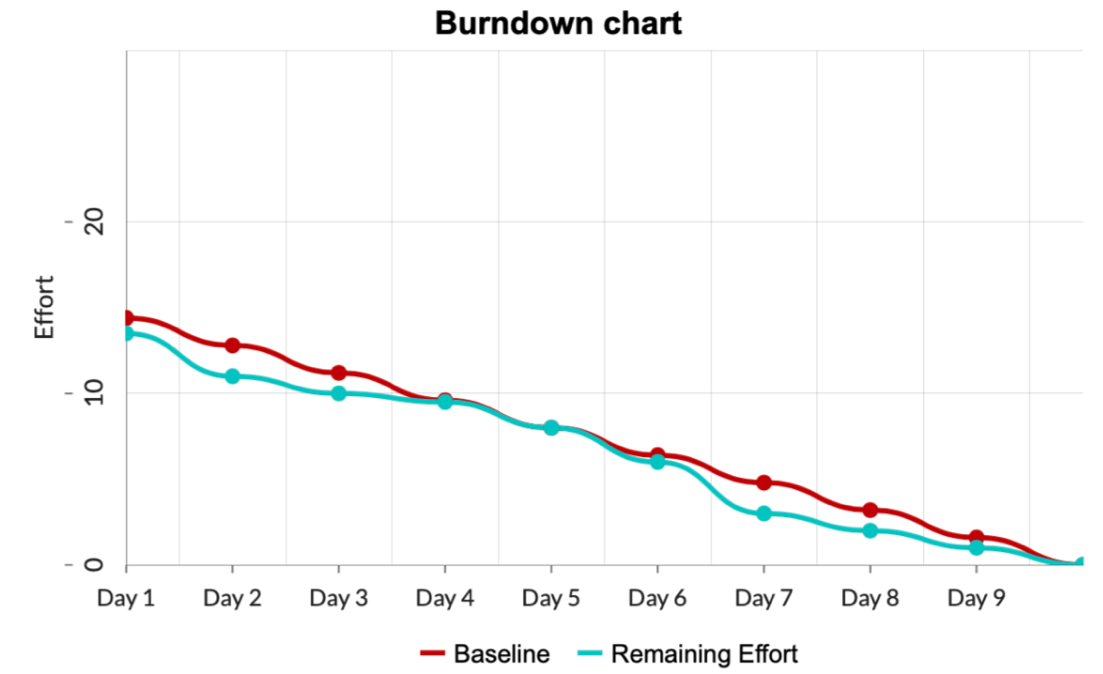 Burndown chart
20
10
0
Effort
Day 1 Day 2 Day 3 Day 4 Day 5 Day 6 Day 7 Day 8 Day 9
Baseline Remaining Effort